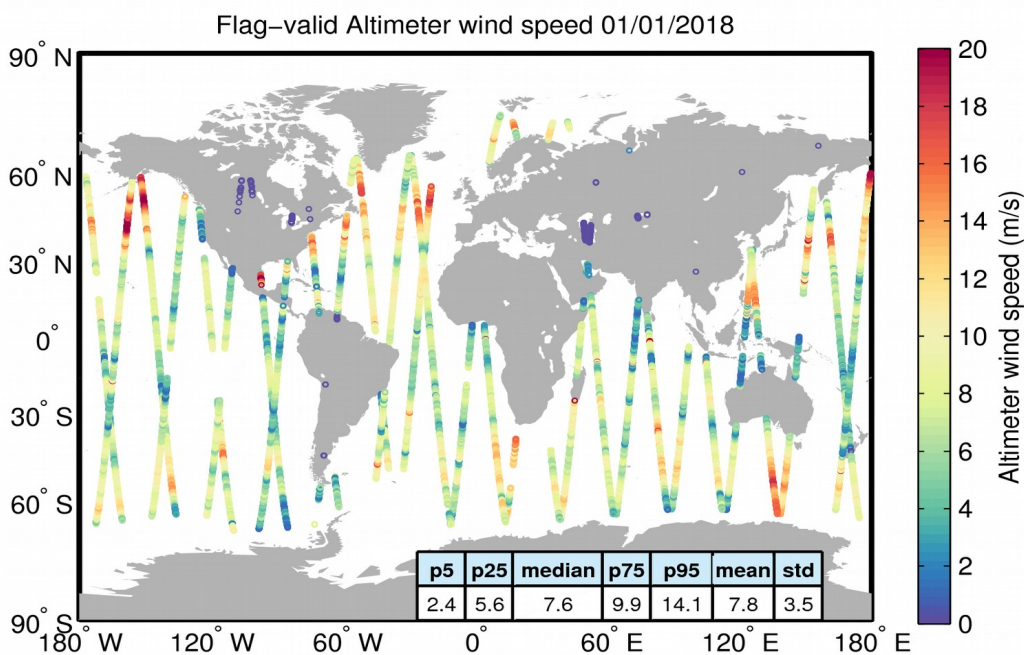 Flag−valid Altimeter wind speed 01/01/2018
90° N
60° N
30° N
0°
30° S
60° S
90° S
180° W
120° W
60° W
0°
60° E
120° E
180° E
p5 p25 median p75 p95 mean std
2.4 5.6 7.6 9.9 14.1 7.8 3.5
20
18
16
14
12
10
8
6
4
2
0
Altimeter wind speed (m/s)